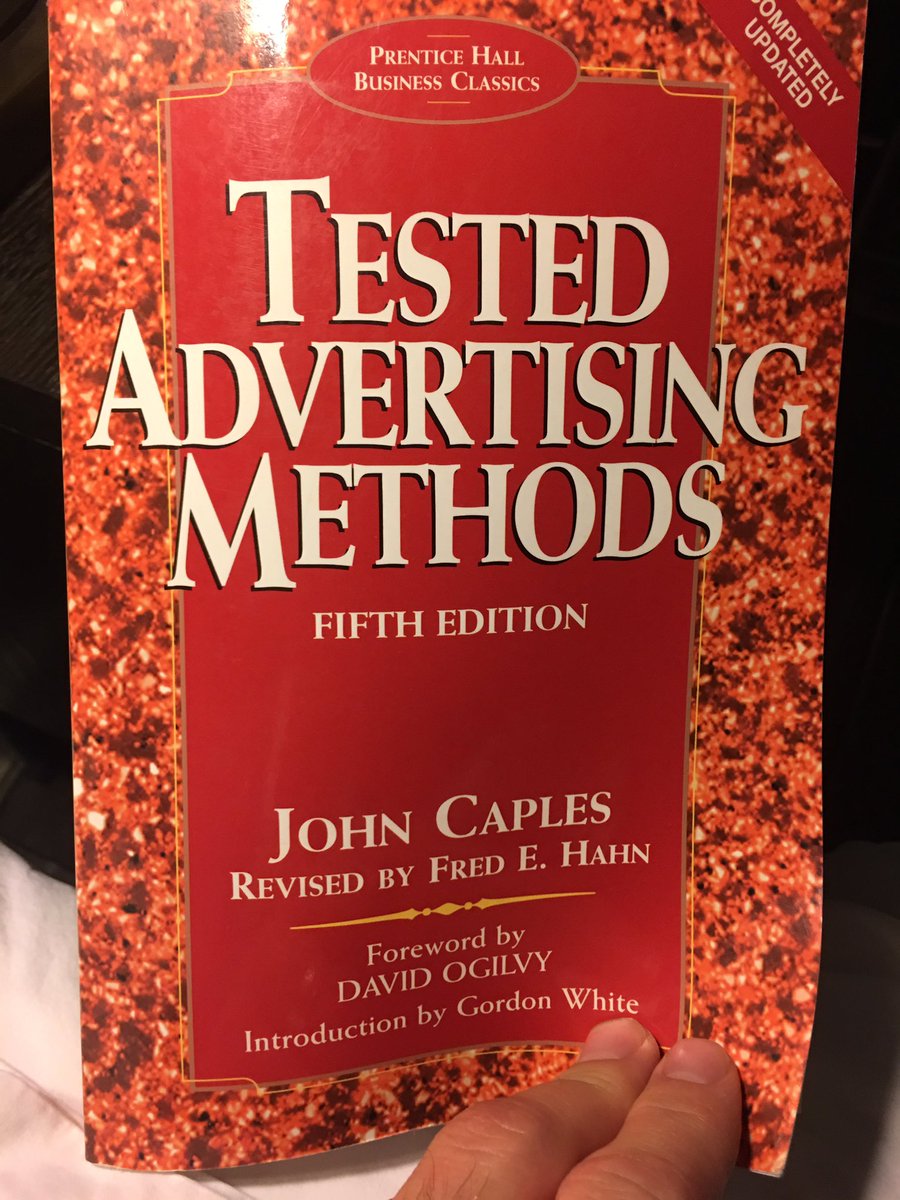 PRENTICE HALL
BUSINESS CLASSICS
COMPLETELY
UPDATED
TESTED
ADVERTISING
METHODS
FIFTH EDITION
JOHN CAPLES
REVISED BY FRED E. HAHN
Foreword by
DAVID OGILVY
Introduction by Gordon White